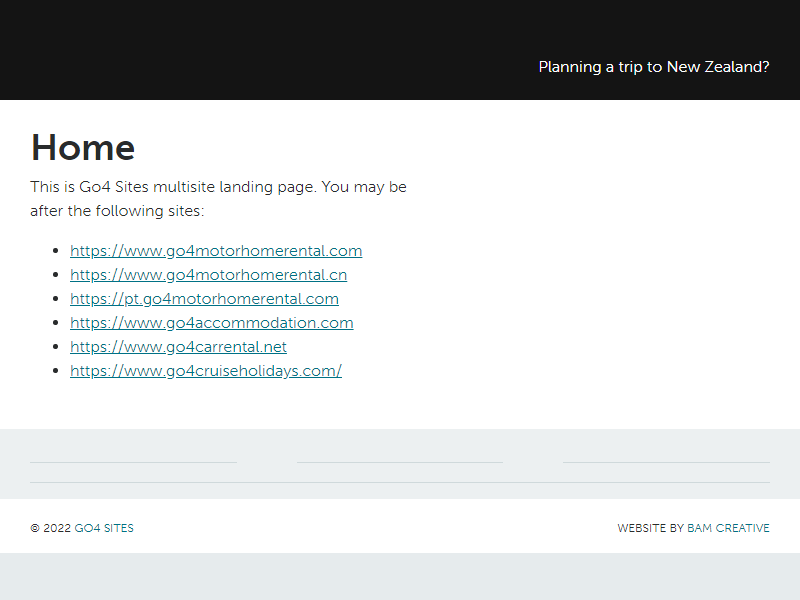 Planning a trip to New Zealand?
Home
This is Go4 Sites multisite landing page. You may be
after the following sites:
https://www.go4motorhomerental.com
https://www.go4motorhomerental.cn
https://pt.go4motorhomerental.com
https://www.go4accommodation.com
https://www.go4carrental.net
https://www.go4cruiseholidays.com/
© 2022 GO4 SITES
WEBSITE BY BAM CREATIVE